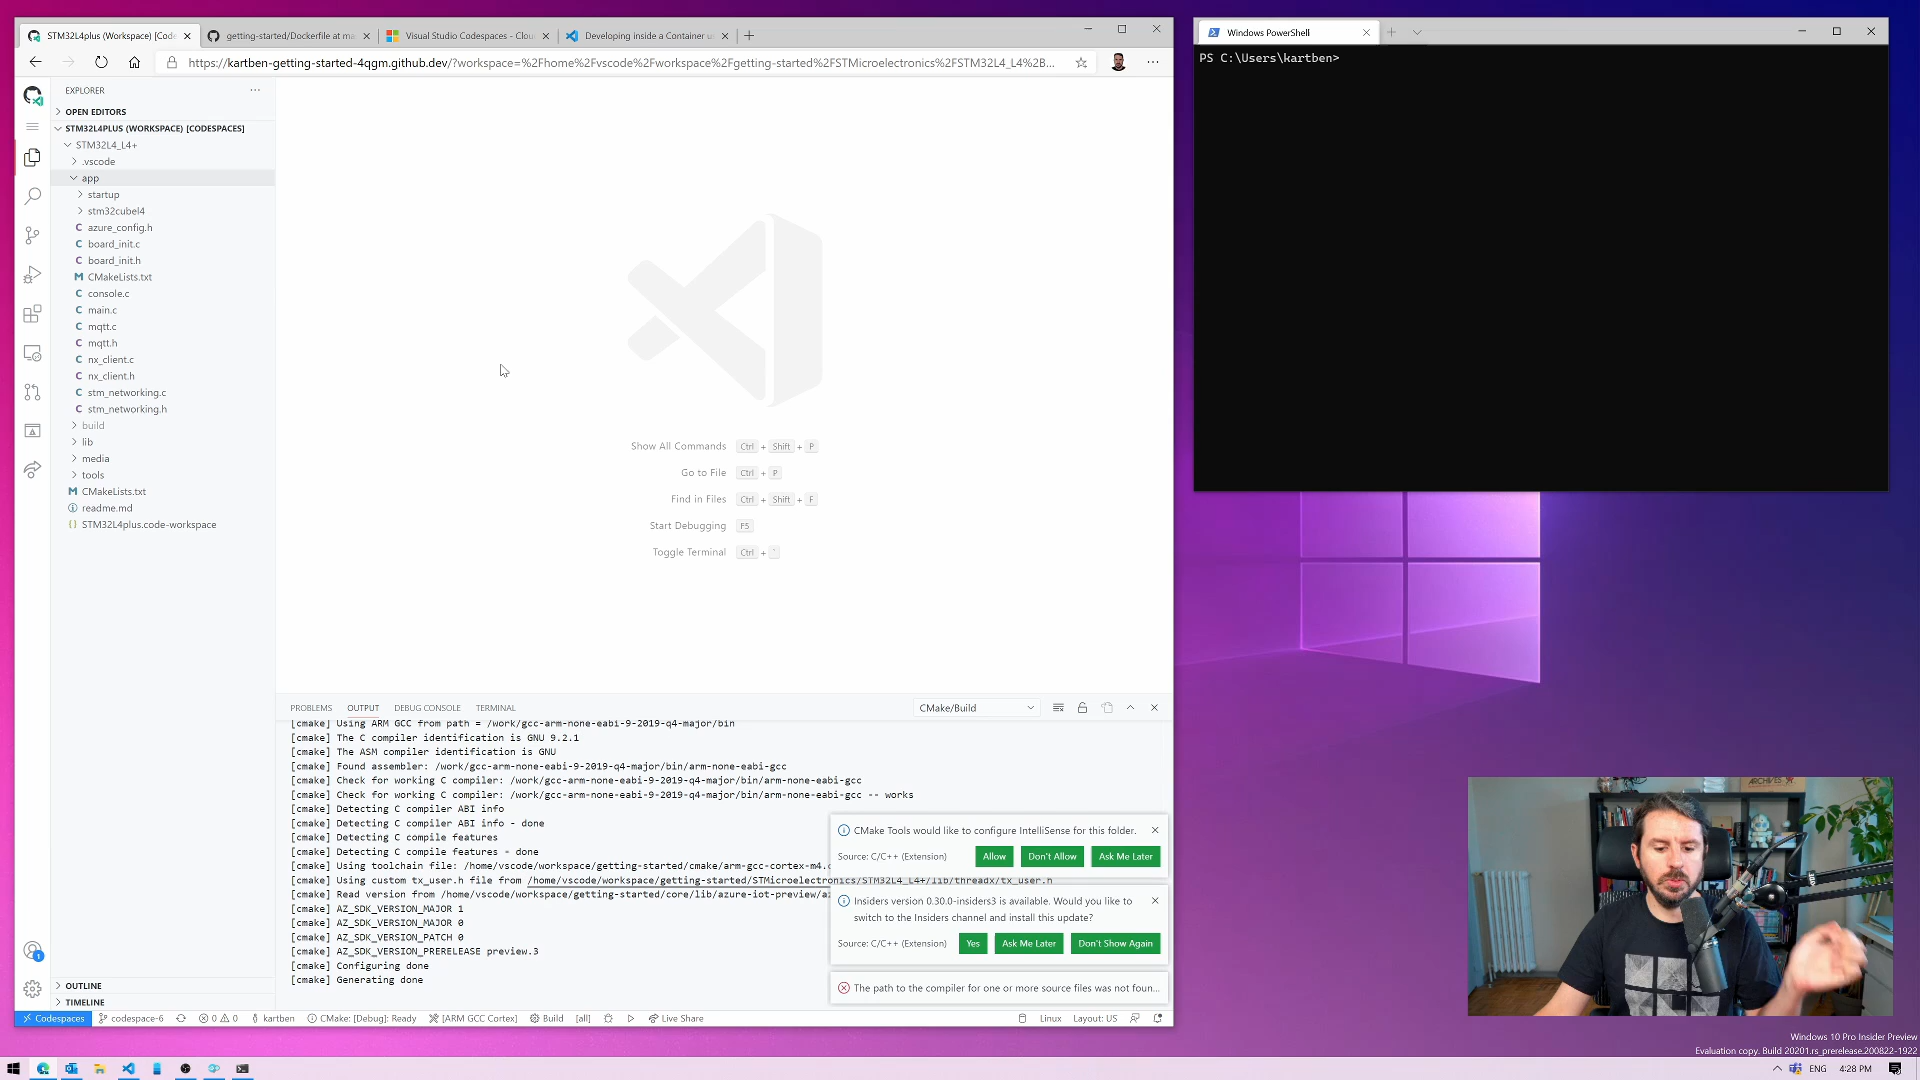 STM32L4plus (Workspace) [Code
getting-started/Dockerfile at ma
Visual Studio Codespaces - Clou
Developing inside a Container u
https://kartben-getting-started-4qgm.github.dev/?workspace=%2Fhome%2Fvscode%2Fworkspace%2Fgetting-started%2FSTMicroelectronics%2FSTM32L4_L4%2B...
EXPLORER
OPEN EDITORS
STM32L4PLUS (WORKSPACE) [CODESPACES]
STM32L4_L4+
.vscode
app
startup
stm32cubel4
C azure_config.h
C board_init.c
C board_init.h
M CMakeLists.txt
C console.c
C main.c
C mqtt.c
C mqtt.h
C nx_client.c
C nx_client.h
C stm_networking.c
C stm_networking.h
build
lib
media
tools
M CMakeLists.txt
readme.md
STM32L4plus.code-workspace
OUTLINE
TIMELINE
Show All Commands Ctrl + Shift + P
Go to File Ctrl + P
Find in Files Ctrl + Shift + F
Start Debugging F5
Toggle Terminal Ctrl + `
PROBLEMS OUTPUT DEBUG CONSOLE TERMINAL
CMake/Build
[cmake] Using ARM GCC from path = /work/gcc-arm-none-eabi-9-2019-q4-major/bin
[cmake] The C compiler identification is GNU 9.2.1
[cmake] The ASM compiler identification is GNU
[cmake] Found assembler: /work/gcc-arm-none-eabi-9-2019-q4-major/bin/arm-none-eabi-gcc
[cmake] Check for working C compiler: /work/gcc-arm-none-eabi-9-2019-q4-major/bin/arm-none-eabi-gcc
[cmake] Check for working C compiler: /work/gcc-arm-none-eabi-9-2019-q4-major/bin/arm-none-eabi-gcc -- works
[cmake] Detecting C compiler ABI info
[cmake] Detecting C compiler ABI info - done
[cmake] Detecting C compile features
[cmake] Detecting C compile features - done
[cmake] Using toolchain file: /home/vscode/workspace/getting-started/cmake/arm-gcc-cortex-m4.c
[cmake] Using custom tx_user.h file from /home/vscode/workspace/getting-started/STMicroelectronics/STM32L4_L4+/lib/threadx/tx_user.h
[cmake] Read version from /home/vscode/workspace/getting-started/core/lib/azure-iot-preview/az
[cmake] AZ_SDK_VERSION_MAJOR 1
[cmake] AZ_SDK_VERSION_MINOR 0
[cmake] AZ_SDK_VERSION_PATCH 0
[cmake] AZ_SDK_VERSION_PRERELEASE preview.3
[cmake] Configuring done
[cmake] Generating done
CMake Tools would like to configure IntelliSense for this folder.
Source: C/C++ (Extension) Allow Don't Allow Ask Me Later
Insiders version 0.30.0-insiders3 is available. Would you like to
switch to the Insiders channel and install this update?
Source: C/C++ (Extension) Yes Ask Me Later Don't Show Again
The path to the compiler for one or more source files was not foun...
Codespaces codespace-6 0 0 kartben CMake: [Debug]: Ready [ARM GCC Cortex] Build [all] Live Share
Linux Layout: US
Windows PowerShell
PS C:\Users\kartben>
ARCHIVES
Windows 10 Pro Insider Preview
Evaluation copy. Build 20201.rs_prerelease.200822-1922
ENG 4:28 PM